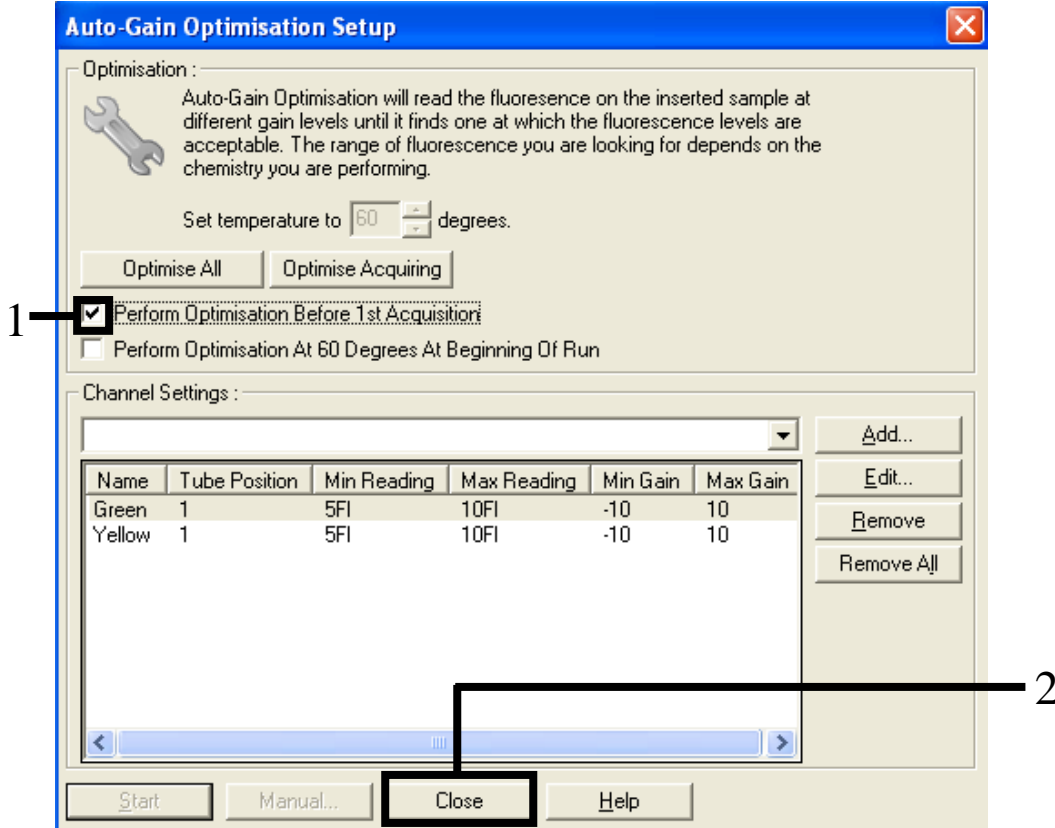 Auto-Gain Optimisation Setup
Optimisation :
Auto-Gain Optimisation will read the fluoresence on the inserted sample at
different gain levels until it finds one at which the fluorescence levels are
acceptable. The range of fluorescence you are looking for depends on the
chemistry you are performing.
Set temperature to 60 degrees.
Optimise All Optimise Acquiring
1 Perform Optimisation Before 1st Acquisition
Perform Optimisation At 60 Degrees At Beginning Of Run
Channel Settings :
Add...
Name Tube Position Min Reading Max Reading Min Gain Max Gain Edit...
Green 1 5Fl 10Fl -10 10
Remove
Yellow 1 5Fl 10Fl -10 10
Remove All
2
Start Manual... Close Help